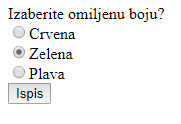 Izaberite omiljenu boju?
Crvena
Zelena
Plava
Ispis